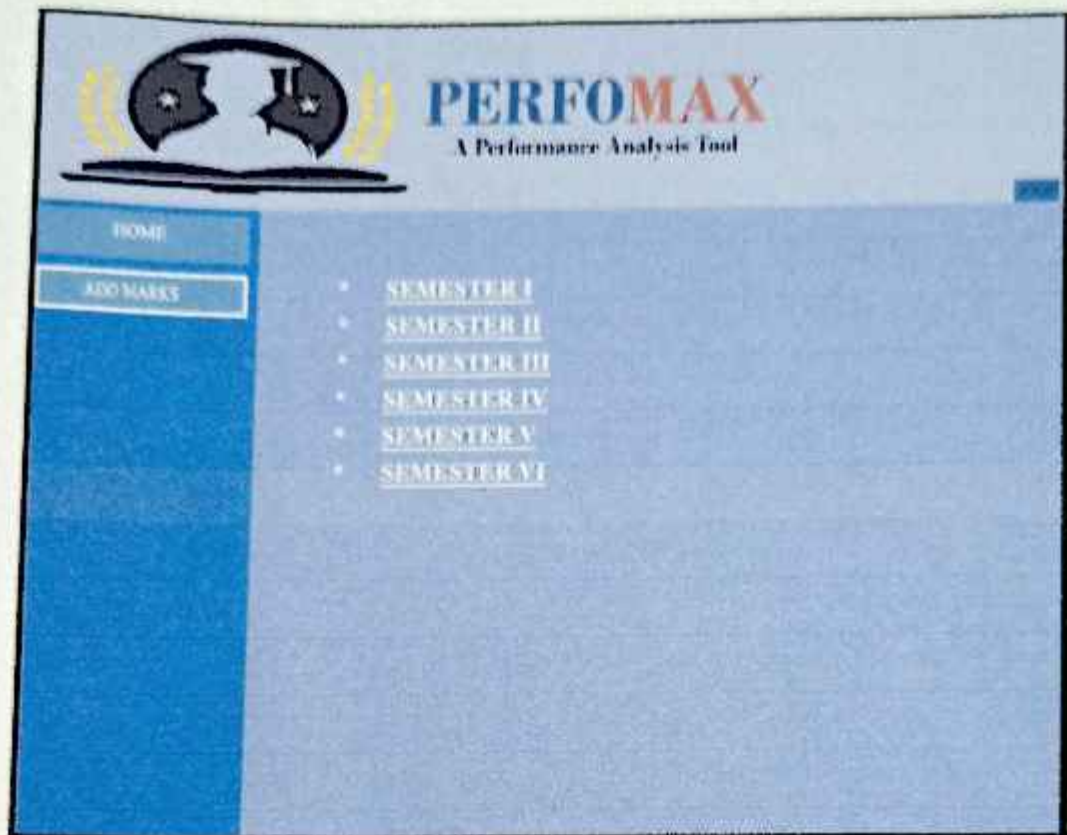 PERFOMAX
A Performance Analysis Tool
HOME
ADD MARKS
SEMESTER I
SEMESTER II
SEMESTER III
SEMESTER IV
SEMESTER V
SEMESTER VI